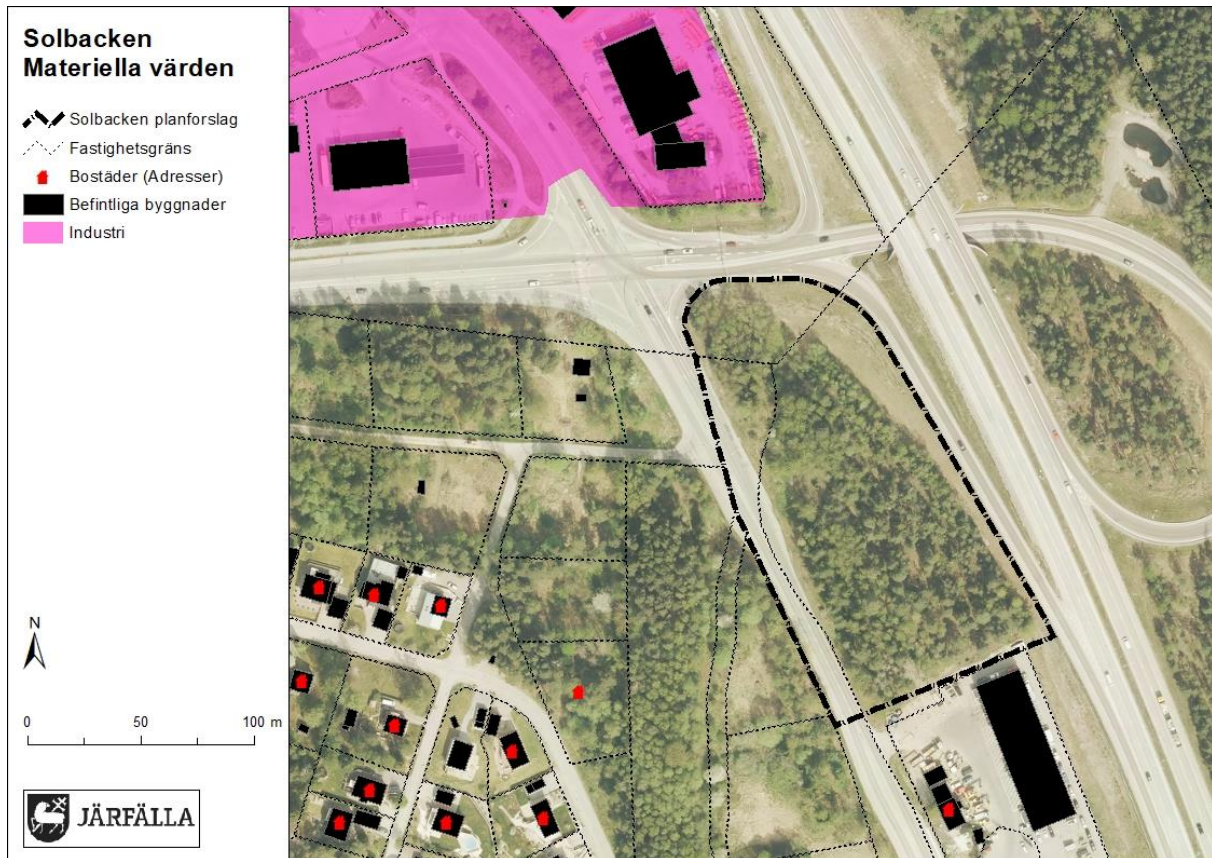 Solbacken
Materiella värden
Solbacken planforslag
Fastighetsgräns
Bostäder (Adresser)
Befintliga byggnader
Industri
N
0 50 100 m
JÄRFÄLLA